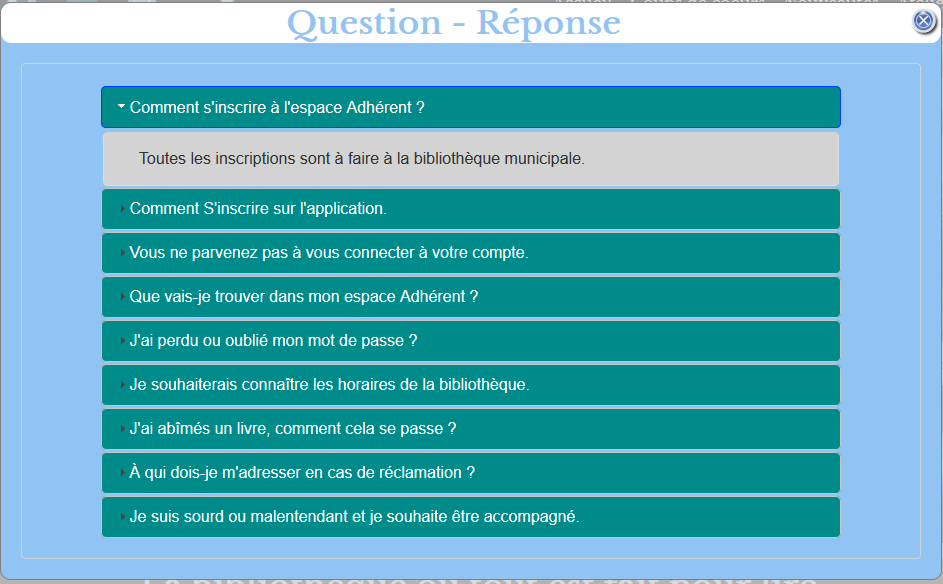 Question - Réponse
Comment s'inscrire à l'espace Adhérent ?
Toutes les inscriptions sont à faire à la bibliothèque municipale.
Comment S'inscrire sur l'application.
Vous ne parvenez pas à vous connecter à votre compte.
Que vais-je trouver dans mon espace Adhérent ?
J'ai perdu ou oublié mon mot de passe ?
Je souhaiterais connaître les horaires de la bibliothèque.
J'ai abîmés un livre, comment cela se passe ?
À qui dois-je m'adresser en cas de réclamation ?
Je suis sourd ou malentendant et je souhaite être accompagné.